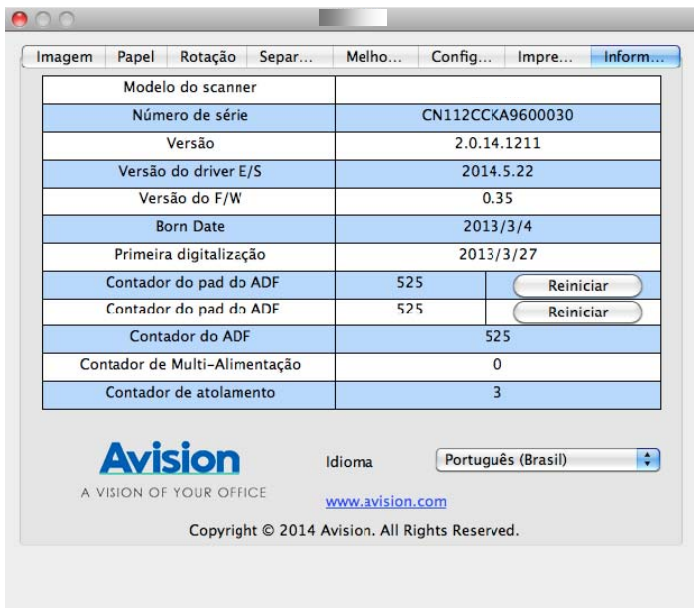 Imagem Papel Rotação Separ... Melho... Config... Impre... Inform...
Modelo do scanner
Número de série CN112CCKA9600030
Versão 2.0.14.1211
Versão do driver E/S 2014.5.22
Versão do F/W 0.35
Born Date 2013/3/4
Primeira digitalização 2013/3/27
Contador do pad do ADF 525 Reiniciar
Contador do pad do ADF 525 Reiniciar
Contador do ADF 525
Contador de Multi-Alimentação 0
Contador de atolamento 3
Avision
A VISION OF YOUR OFFICE
Idioma Português (Brasil)
www.avision.com
Copyright © 2014 Avision. All Rights Reserved.